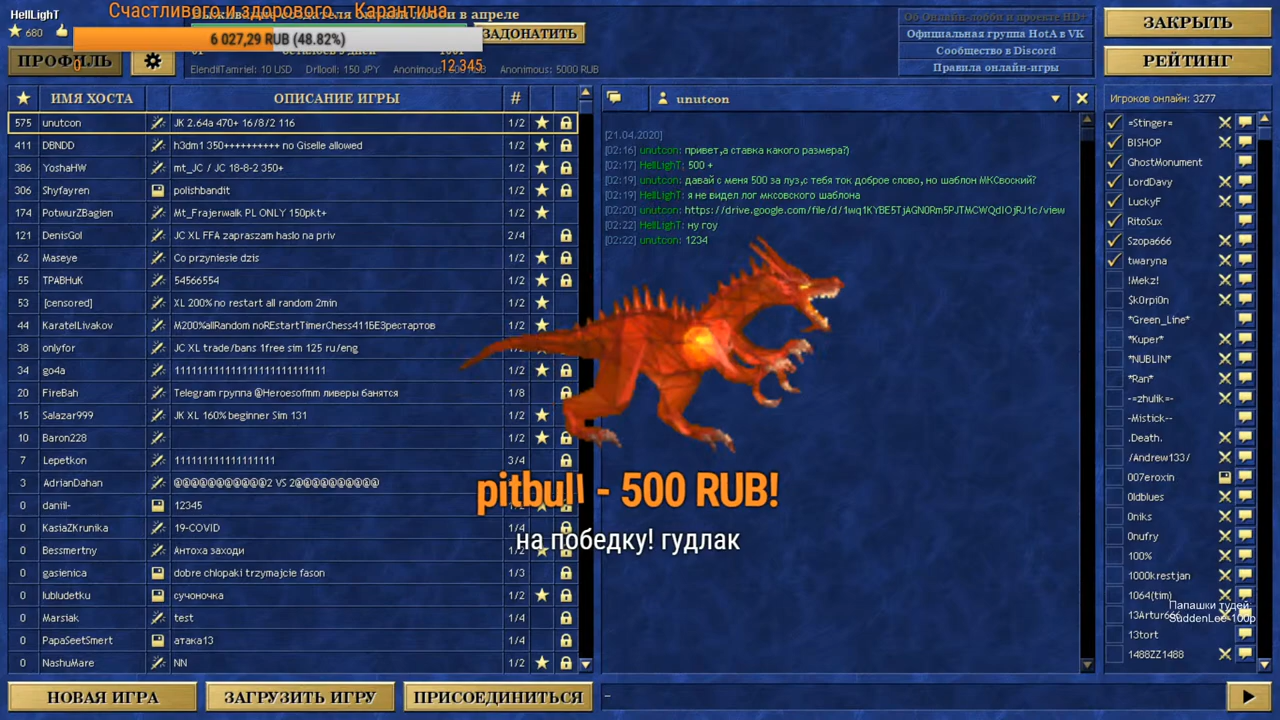 HellLighT
Счастливого и здорового... Карантина
680
6 027,29 RUB (48.82%)
ЗАДОНАТИТЬ
ПРОФИЛЬ
0
12 345
ElendiiTamriel: 10 USD Drillool: 150 JPY Anonymous: 5000 RUB
Об Онлайн-лобби и проекте HD+
Официальная группа HotA в VK
Сообщество в Discord
Правила онлайн-игры
ЗАКРЫТЬ
РЕЙТИНГ
ИМЯ ХОСТА ОПИСАНИЕ ИГРЫ #
575 unutcon JK 2.64a 470+ 16/8/2 116 1/2
411 DBNDD h3dm1 350++++++++++ no Giselle allowed 1/2
386 YoshaHW mt_JC / JC 18-8-2 350+ 1/2
306 Shyfayren polishbandit 1/2
174 PotwurZBagien Mt_Frajerwalk PL ONLY 150pkt+ 1/2
121 DenisGol JC XL FFA zapraszam haslo na priv 2/4
62 Maseye Co przyniesie dzis 1/2
55 TPABHuK 54566554 1/2
53 [censored] XL 200% no restart all random 2min 1/2
44 KaratelLivakov M200%allRandom noREstartTimerChess411БЕЗрестартов 1/2
38 onlyfor JC XL trade/bans 1free sim 125 ru/eng
34 go4a 1/2
20 FireBah Telegram группа @Heroesofmm ливеры банятся 1/8
15 Salazar999 JK XL 160% beginner Sim 131 1/2
10 Baron228 1/2
7 Lepetkon 3/4
3 AdrianDahan @@@@@@@@@@@2 VS 2@@@@@@@@@@
0 daniil- 12345
0 KasiaZKrunika 19-COVID 1/4
0 Bessmertny Антоха заходи 1/2
0 gasienica dobre chlopaki trzymajcie fason 1/3
0 lubludetku сучоночка 1/2
0 Marsiak test 1/4
0 PapaSeetSmert атака13 1/4
0 NashuMare NN 1/2
unutcon
[21.04.2020]
[02:16] unutcon: привет,а ставка какого размера?)
[02:17] HellLighT: 500 +
[02:19] unutcon: давай с меня 500 за луз,с тебя ток доброе слово, но шаблон МКСвоский?
[02:19] HellLighT: я не видел лог мксовского шаблона
[02:20] unutcon: https://drive.google.com/file/d/1wq1KYBE5TjAGN0Rm5PJTMCWQdIOjRJ1c/view
[02:22] HellLighT: ну гоу
[02:22] unutcon: 1234
pitbull - 500 RUB!
на победку! гудлак
Игроков онлайн: 3277
=Stinger=
BISHOP
GhostMonument
LordDavy
LuckyF
RitoSux
Szopa666
twaryna
!Mekz!
$k0rpi0n
*Green_Line*
*Kuper*
*NUBLIN*
*Ran*
-=zhulik=-
-Mistick--
.Death.
/Andrew133/
007eroxin
0ldblues
0niks
0nufry
100%
1000krestjan
1064(tim)
Папашки тудей:
13Artur666
SuddenLee-100р
13tort
1488ZZ1488
НОВАЯ ИГРА ЗАГРУЗИТЬ ИГРУ ПРИСОЕДИНИТЬСЯ